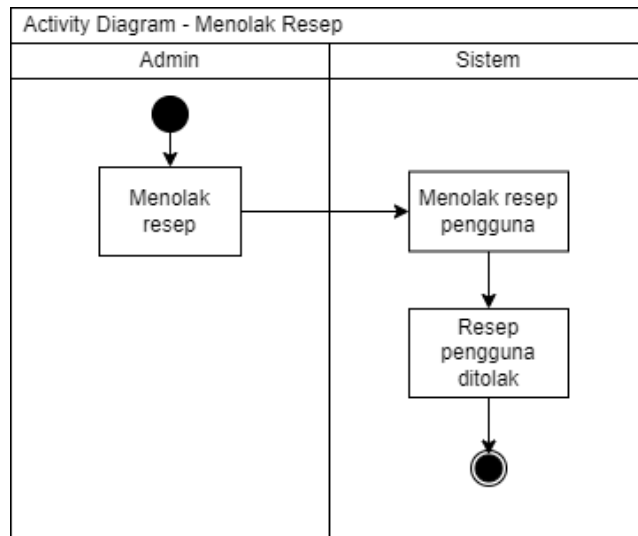 Activity Diagram - Menolak Resep
Admin
Sistem
Menolak
resep
Menolak resep
pengguna
Resep
pengguna
ditolak